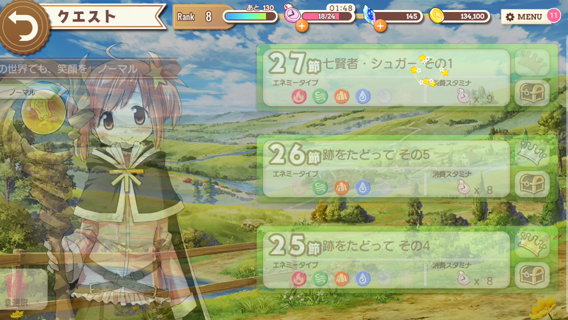 クエスト
Rank 8
あと 130
18/24
01:48
145
134,100
MENU
11
の世界でも、笑顔を ノーマル
ノーマル
27節
七賢者・シュガー その1
エネミータイプ
消費スタミナ
x 9
26節
跡をたどって その5
エネミータイプ
消費スタミナ
x 8
25節
跡をたどって その4
エネミータイプ
消費スタミナ
x 8